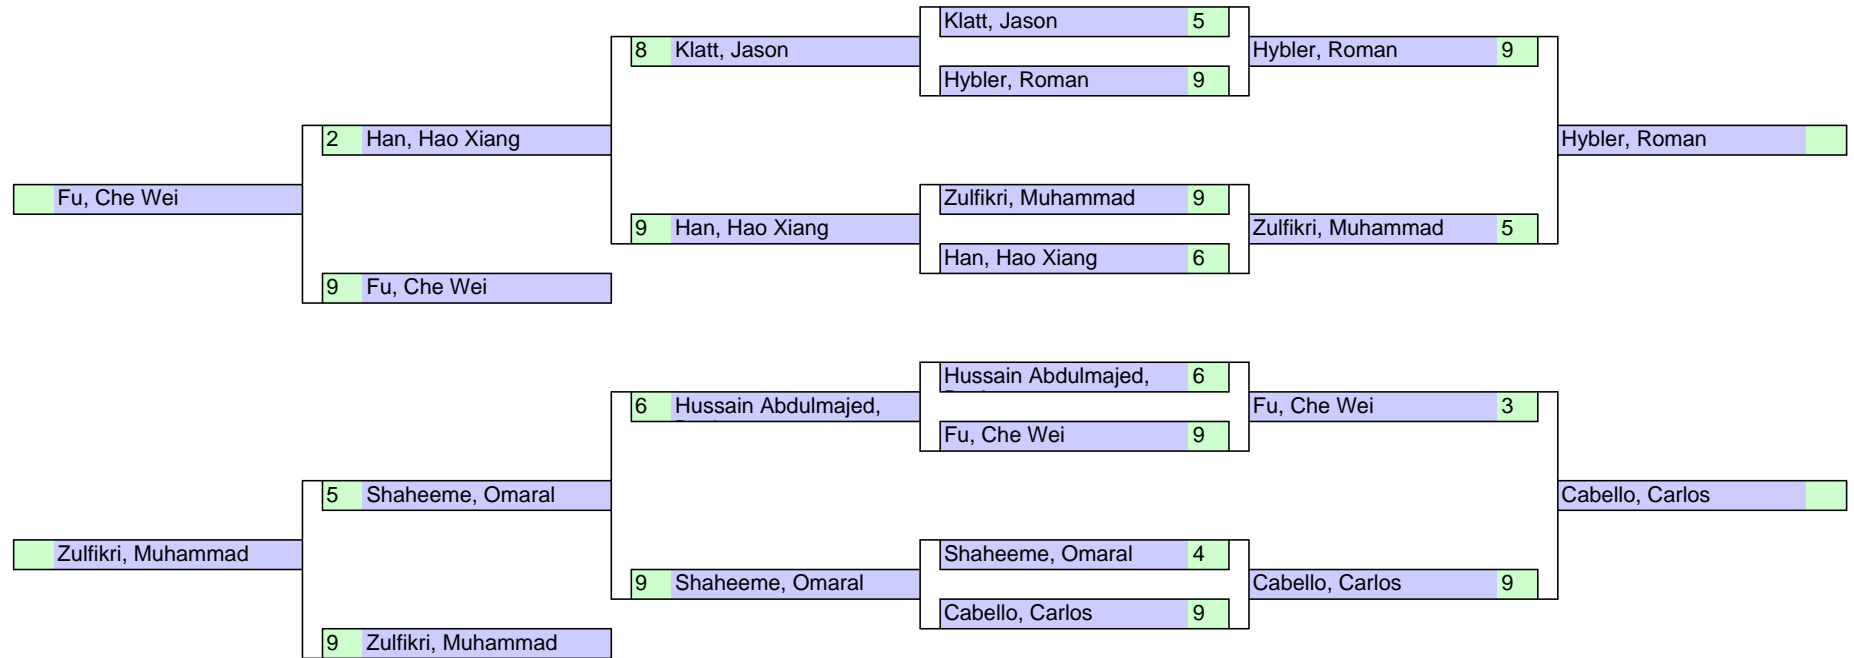 Klatt, Jason 5
8 Klatt, Jason
Hybler, Roman 9
Hybler, Roman 9
2 Han, Hao Xiang
Hybler, Roman
Fu, Che Wei
Zulfikri, Muhammad 9
9 Han, Hao Xiang
Zulfikri, Muhammad 5
Han, Hao Xiang 6
9 Fu, Che Wei
Hussain Abdulmajed, 6
6 Hussain Abdulmajed,
Fu, Che Wei 3
Fu, Che Wei 9
5 Shaheeme, Omaral
Cabello, Carlos
Zulfikri, Muhammad
Shaheeme, Omaral 4
9 Shaheeme, Omaral
Cabello, Carlos 9
Cabello, Carlos 9
9 Zulfikri, Muhammad